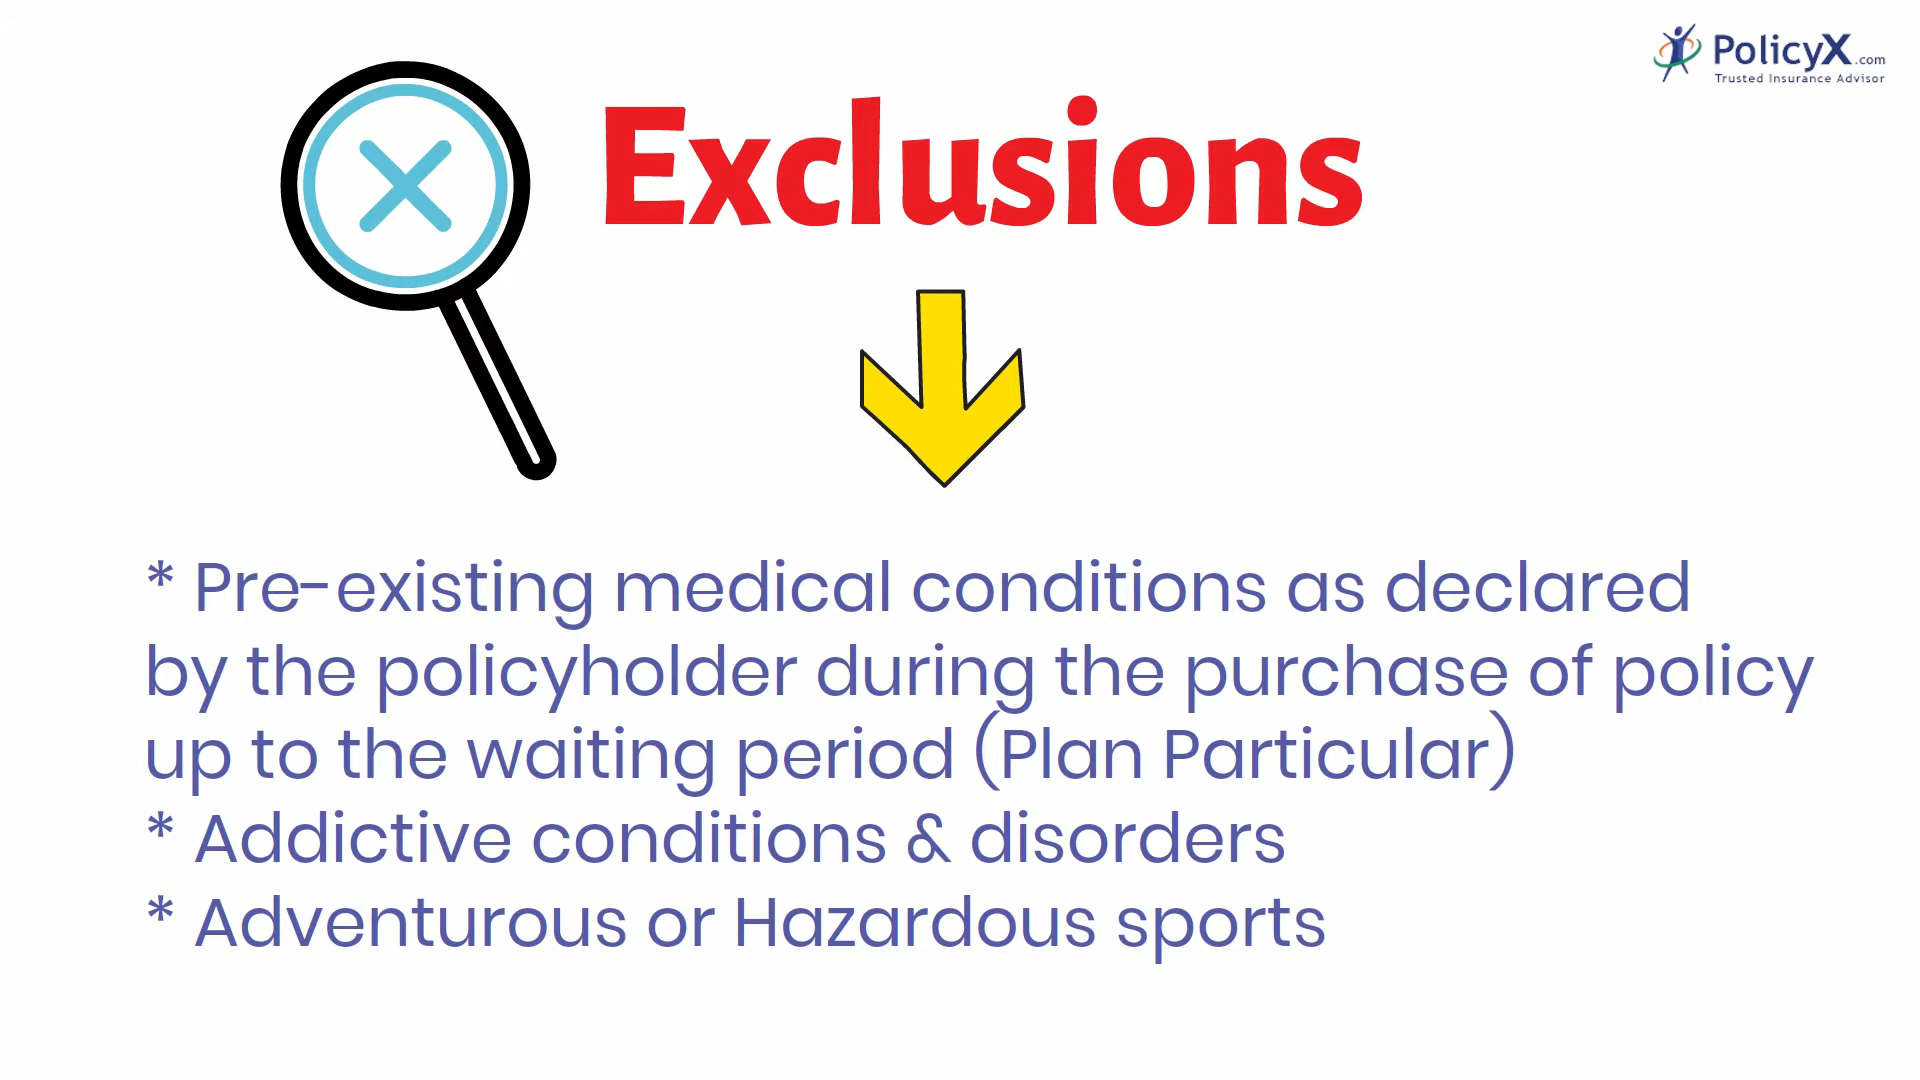 PolicyX.com
Trusted Insurance Advisor
Exclusions
* Pre-existing medical conditions as declared
by the policyholder during the purchase of policy
up to the waiting period (Plan Particular)
* Addictive conditions & disorders
* Adventurous or Hazardous sports